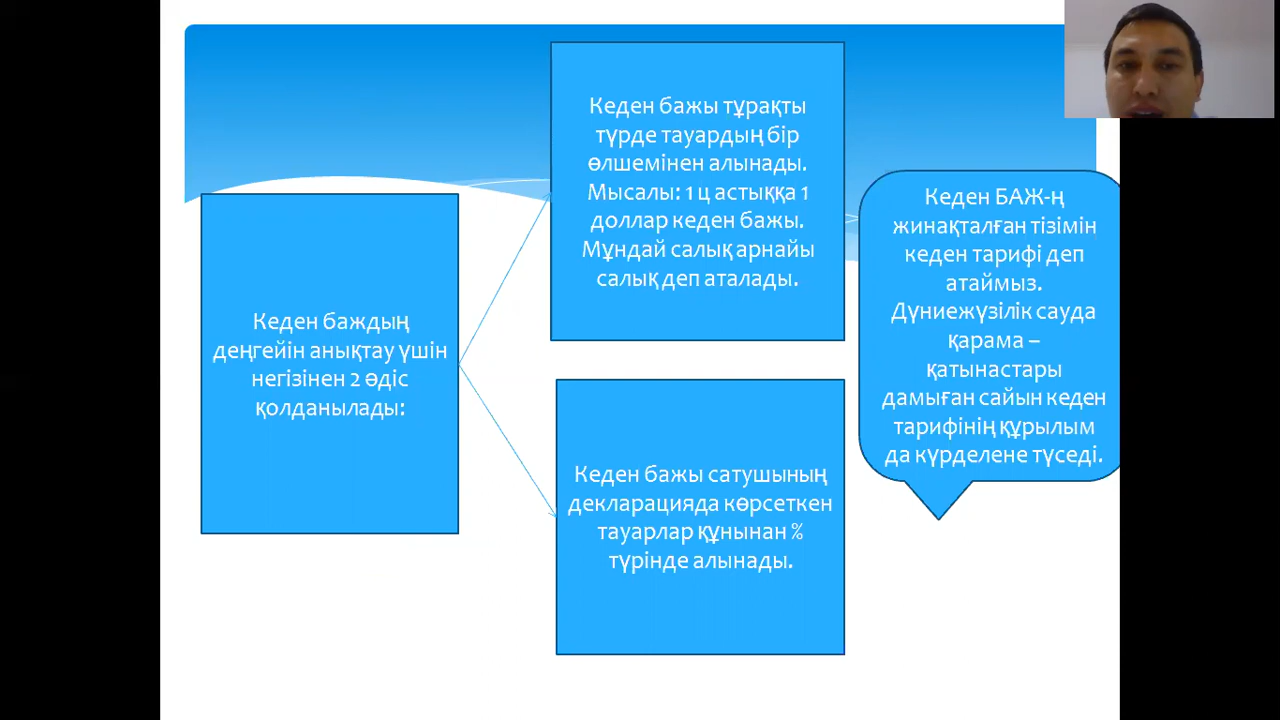 Кеден баждың
деңгейін анықтау үшін
негізінен 2 әдіс
қолданылады:
Кеден бажы тұрақты
түрде тауардың бір
өлшемінен алынады.
Мысалы: 1 ц астыққа 1
доллар кеден бажы.
Мұндай салық арнайы
салық деп аталады.
Кеден бажы сатушының
декларацияда көрсеткен
тауарлар құнынан %
түрінде алынады.
Кеден БАЖ-ң
жинақталған тізімін
кеден тарифі деп
атаймыз.
Дүниежүзілік сауда
қарама –
қатынастары
дамыған сайын кеден
тарифінің құрылым
да күрделене түседі.